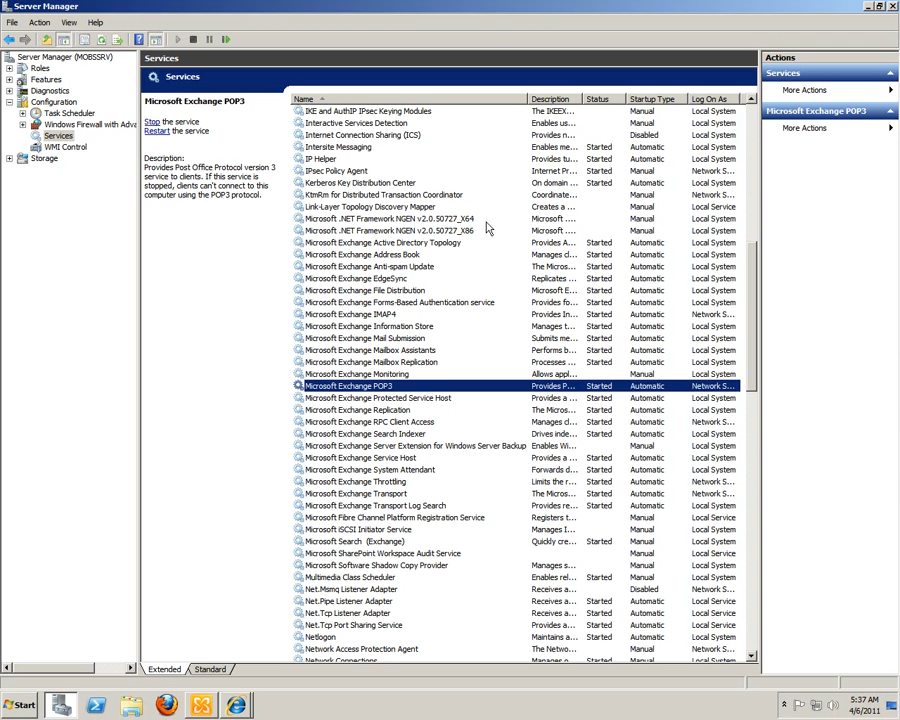 Server Manager
File Action View Help
Server Manager (MOBSSRV)
Roles
Features
Diagnostics
Configuration
Task Scheduler
Windows Firewall with Adva
Services
WMI Control
Storage
Services
Services
Microsoft Exchange POP3
Stop the service
Restart the service
Description:
Provides Post Office Protocol version 3
service to clients. If this service is
stopped, clients can't connect to this
computer using the POP3 protocol.
Name Description Status Startup Type Log On As
IKE and AuthIP IPsec Keying Modules The IKEEX... Manual Local System
Interactive Services Detection Enables us... Manual Local System
Internet Connection Sharing (ICS) Provides n... Disabled Local System
Intersite Messaging Enables me... Started Automatic Local System
IP Helper Provides tu... Started Automatic Local System
IPsec Policy Agent Internet Pr... Started Manual Network S...
Kerberos Key Distribution Center On domain ... Started Automatic Local System
KtmRm for Distributed Transaction Coordinator Coordinates... Manual Network S...
Link-Layer Topology Discovery Mapper Creates a ... Manual Local Service
Microsoft .NET Framework NGEN v2.0.50727_X64 Microsoft .... Manual Local System
Microsoft .NET Framework NGEN v2.0.50727_X86 Microsoft .... Manual Local System
Microsoft Exchange Active Directory Topology Provides A... Started Automatic Local System
Microsoft Exchange Address Book Manages cl... Started Automatic Local System
Microsoft Exchange Anti-spam Update The Micros... Started Automatic Local System
Microsoft Exchange EdgeSync Replicates ... Started Automatic Local System
Microsoft Exchange File Distribution Microsoft E... Started Automatic Local System
Microsoft Exchange Forms-Based Authentication service Provides fo... Started Automatic Local System
Microsoft Exchange IMAP4 Provides In... Started Automatic Network S...
Microsoft Exchange Information Store Manages t... Started Automatic Local System
Microsoft Exchange Mail Submission Submits me... Started Automatic Local System
Microsoft Exchange Mailbox Assistants Performs b... Started Automatic Local System
Microsoft Exchange Mailbox Replication Processes ... Started Automatic Local System
Microsoft Exchange Monitoring Allows appl... Manual Local System
Microsoft Exchange POP3 Provides P... Started Automatic Network S...
Microsoft Exchange Protected Service Host Provides a ... Started Automatic Local System
Microsoft Exchange Replication The Micros... Started Automatic Local System
Microsoft Exchange RPC Client Access Manages cl... Started Automatic Network S...
Microsoft Exchange Search Indexer Drives inde... Started Automatic Local System
Microsoft Exchange Server Extension for Windows Server Backup Enables Wi... Manual Local System
Microsoft Exchange Service Host Provides a ... Started Automatic Local System
Microsoft Exchange System Attendant Forwards d... Started Automatic Local System
Microsoft Exchange Throttling Limits the r... Started Automatic Network S...
Microsoft Exchange Transport The Micros... Started Automatic Network S...
Microsoft Exchange Transport Log Search Provides re... Started Automatic Local System
Microsoft Fibre Channel Platform Registration Service Registers t... Manual Local Service
Microsoft iSCSI Initiator Service Manages I... Manual Local System
Microsoft Search (Exchange) Quickly cre... Started Manual Local System
Microsoft SharePoint Workspace Audit Service Manual Local Service
Microsoft Software Shadow Copy Provider Manages s... Manual Local System
Multimedia Class Scheduler Enables rel... Started Manual Local System
Net.Msmq Listener Adapter Receives a... Disabled Network S...
Net.Pipe Listener Adapter Receives a... Started Automatic Local Service
Net.Tcp Listener Adapter Receives a... Started Automatic Local Service
Net.Tcp Port Sharing Service Provides a... Started Automatic Local Service
Netlogon Maintains a ... Started Automatic Local System
Network Access Protection Agent The Netwo... Manual Network S...
Network Connections Manages o... Started Manual Local System
Extended Standard
Actions
Services
More Actions
Microsoft Exchange POP3
More Actions
Start
5:37 AM
4/6/2011